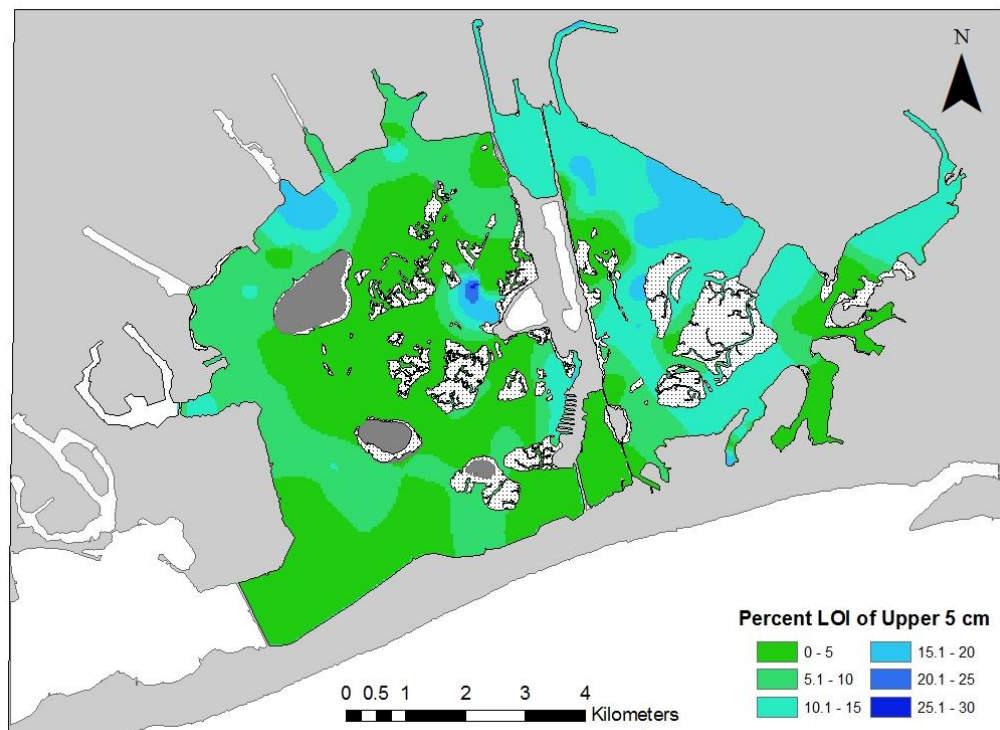 N
Percent LOI of Upper 5 cm
0 - 5
15.1 - 20
5.1 - 10
20.1 - 25
10.1 - 15
25.1 - 30
0 0.5 1 2 3 4
Kilometers